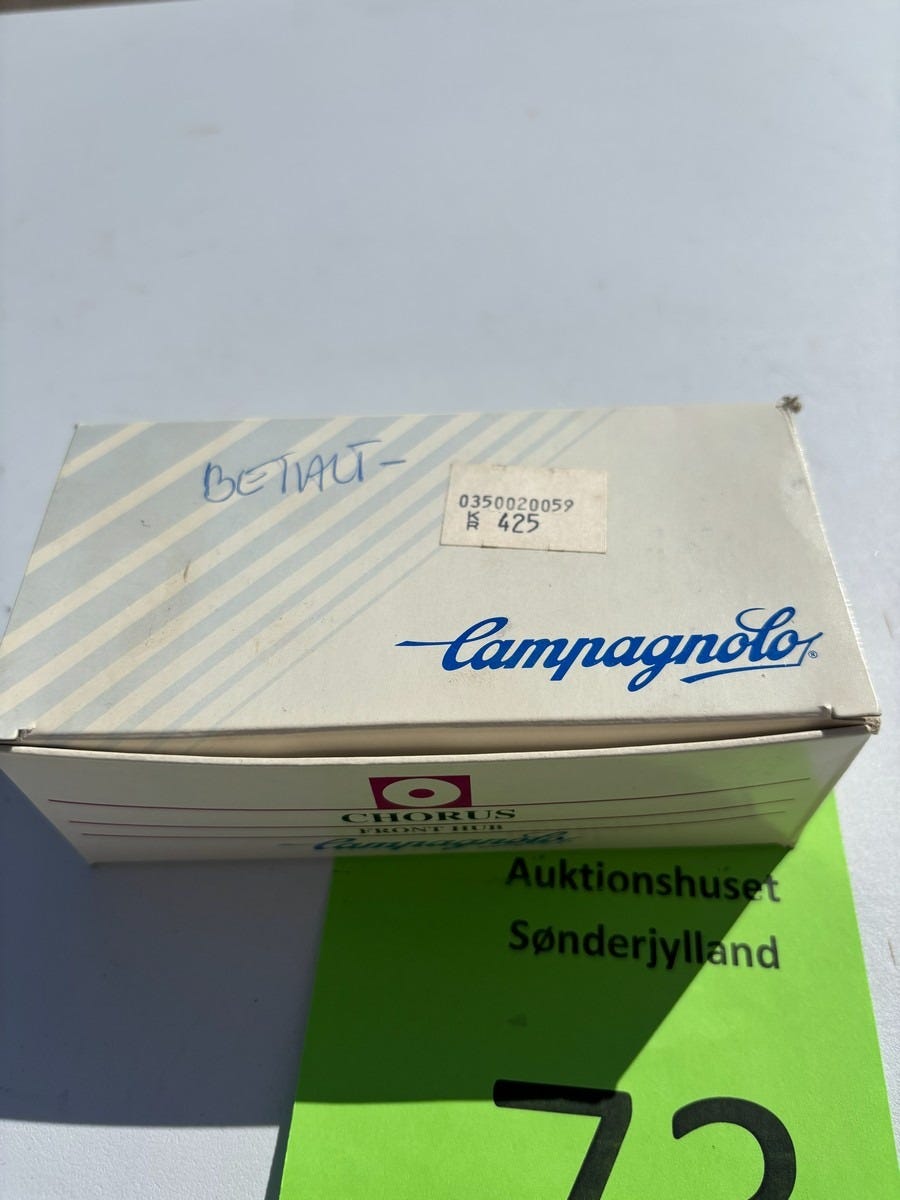 BETALT-
0350020059
KR 425
Campagnolo®
CHORUS
FRONT HUB
Campagnolo
Auktionshuset
Sønderjylland
72